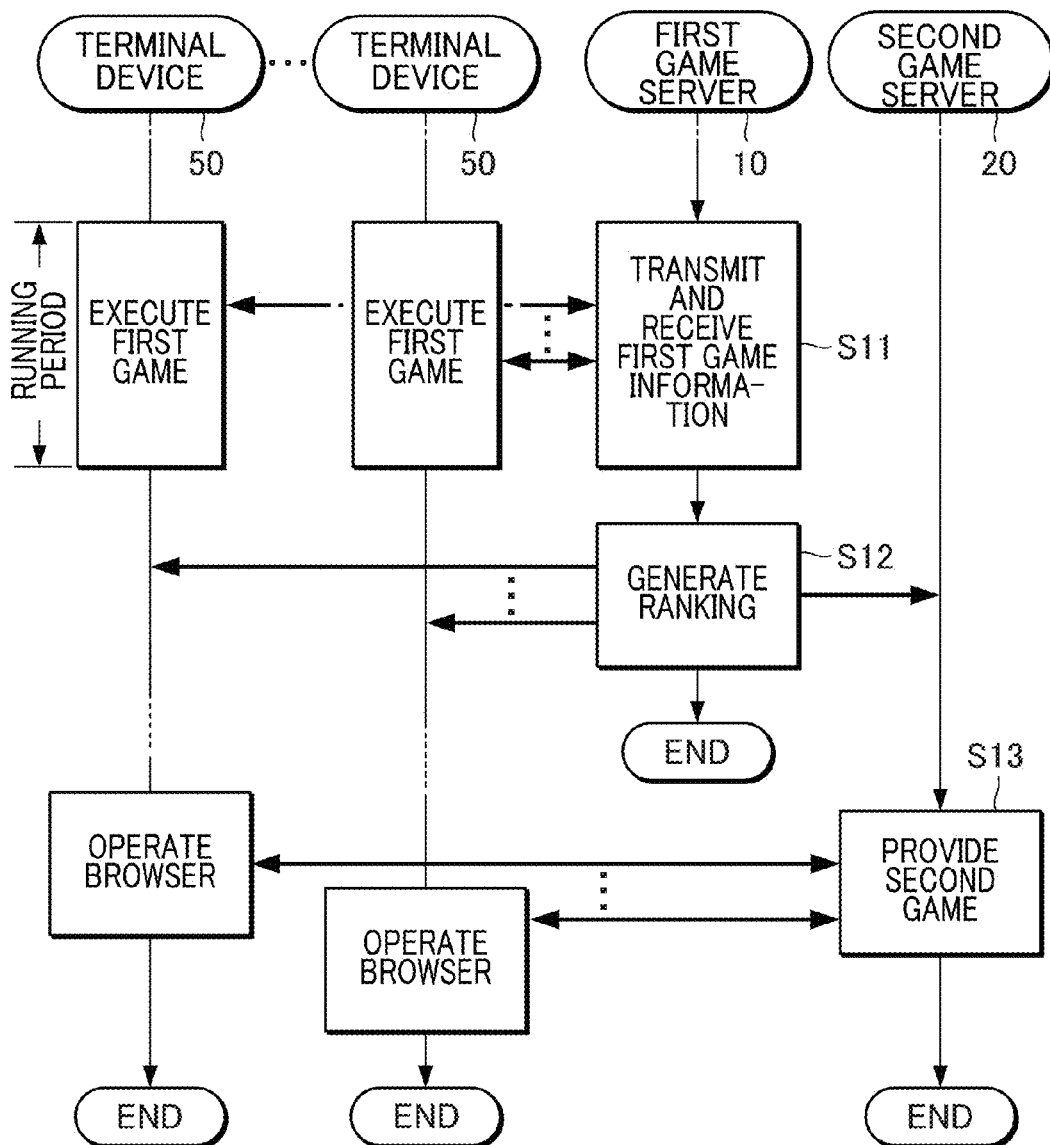 TERMINAL
DEVICE
TERMINAL
DEVICE
FIRST
GAME
SERVER
SECOND
GAME
SERVER
50
50
10
20
RUNNING
PERIOD
EXECUTE
FIRST
GAME
EXECUTE
FIRST
GAME
TRANSMIT
AND
RECEIVE
FIRST GAME
INFORMA-
TION
S11
GENERATE
RANKING
S12
END
S13
OPERATE
BROWSER
OPERATE
BROWSER
PROVIDE
SECOND
GAME
END
END
END